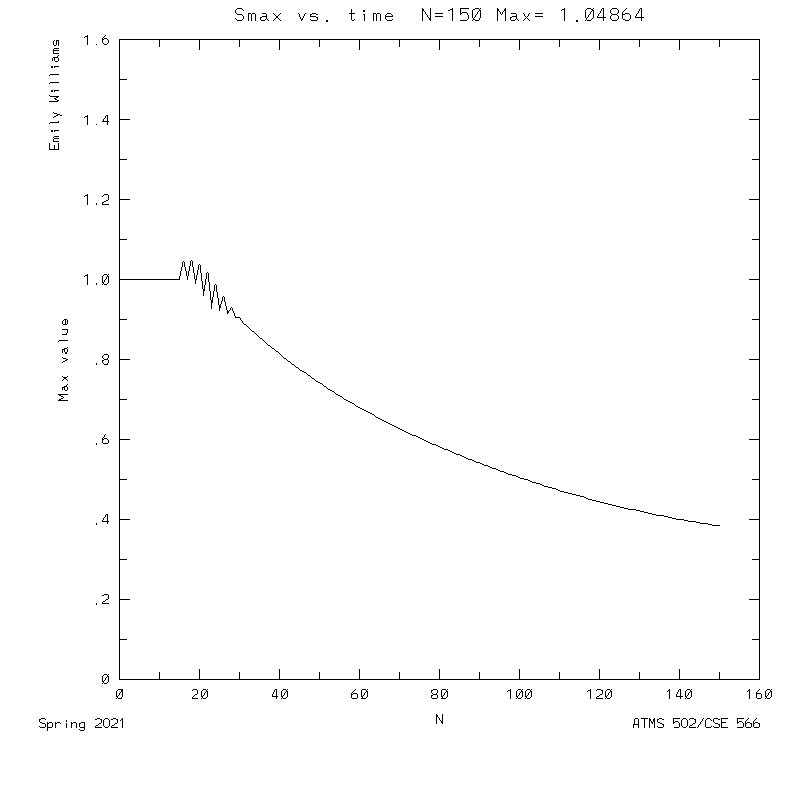 Smax vs. time N=150 Max= 1.04864
Emily Williams
Max value
1.6
1.4
1.2
1.0
.8
.6
.4
.2
0
0 20 40 60 80 100 120 140 160
N
Spring 2021
ATMS 502/CSE 566